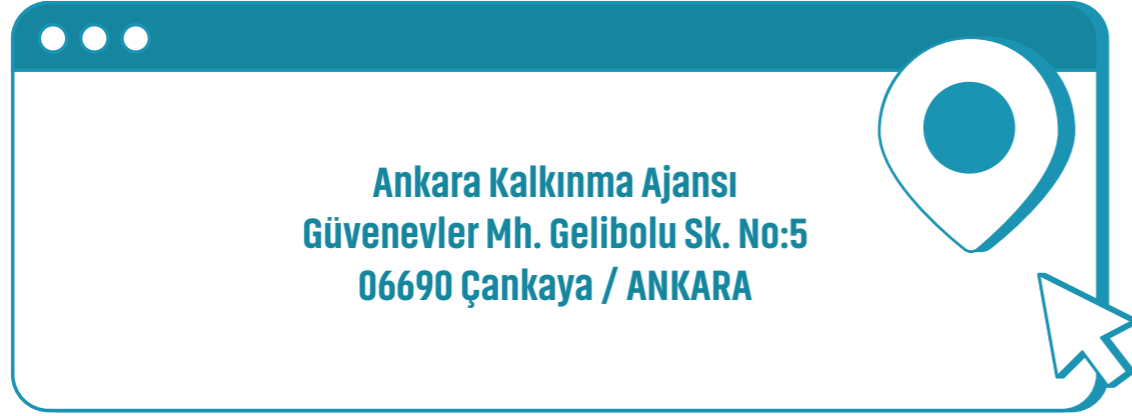 Ankara Kalkınma Ajansı
Güvenevler Mh. Gelibolu Sk. No:5
06690 Çankaya / ANKARA